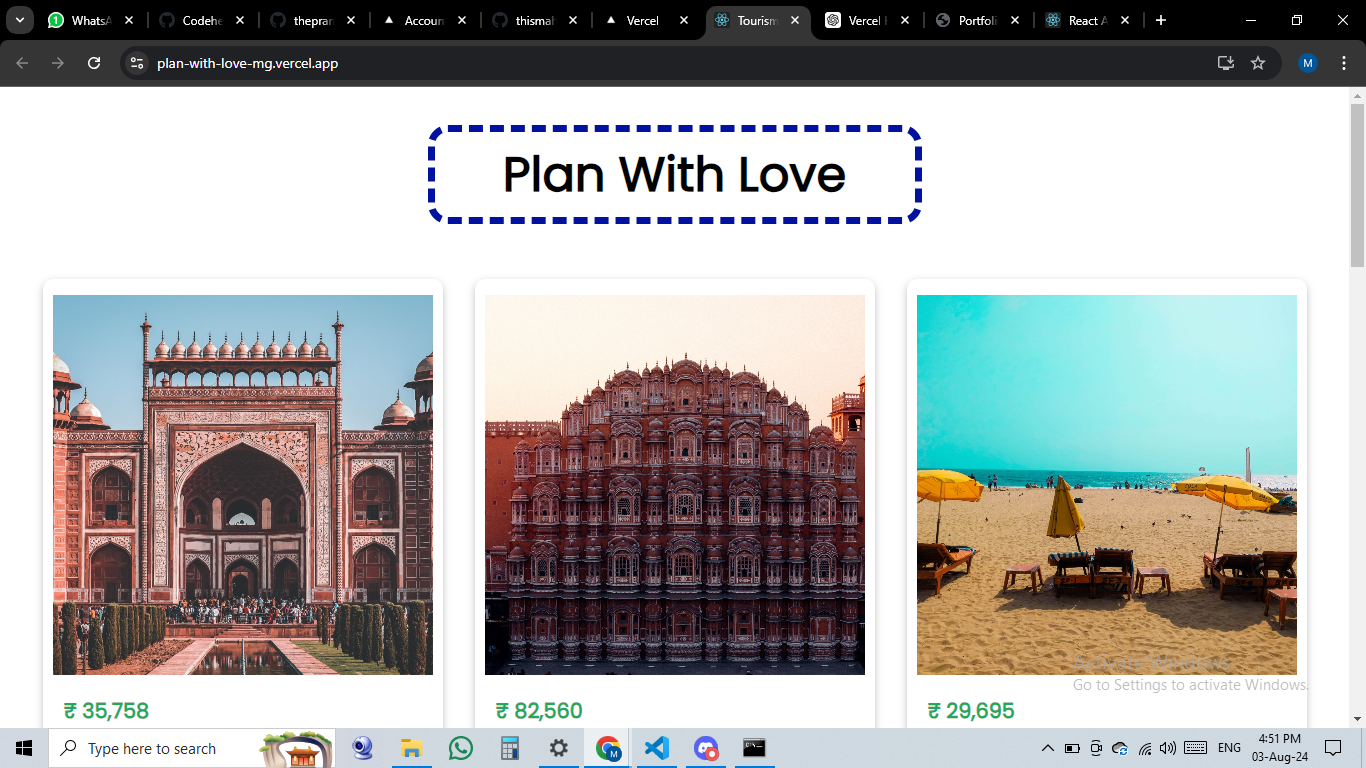 WhatsA
Codehe
thepran
Accoun
thismah
Vercel
Tourism
Vercel
Portfoli
React A
plan-with-love-mg.vercel.app
M
Plan With Love
₹ 35,758
₹ 82,560
₹ 29,695
Activate Windows
Go to Settings to activate Windows.
Type here to search
ENG
4:51 PM
03-Aug-24